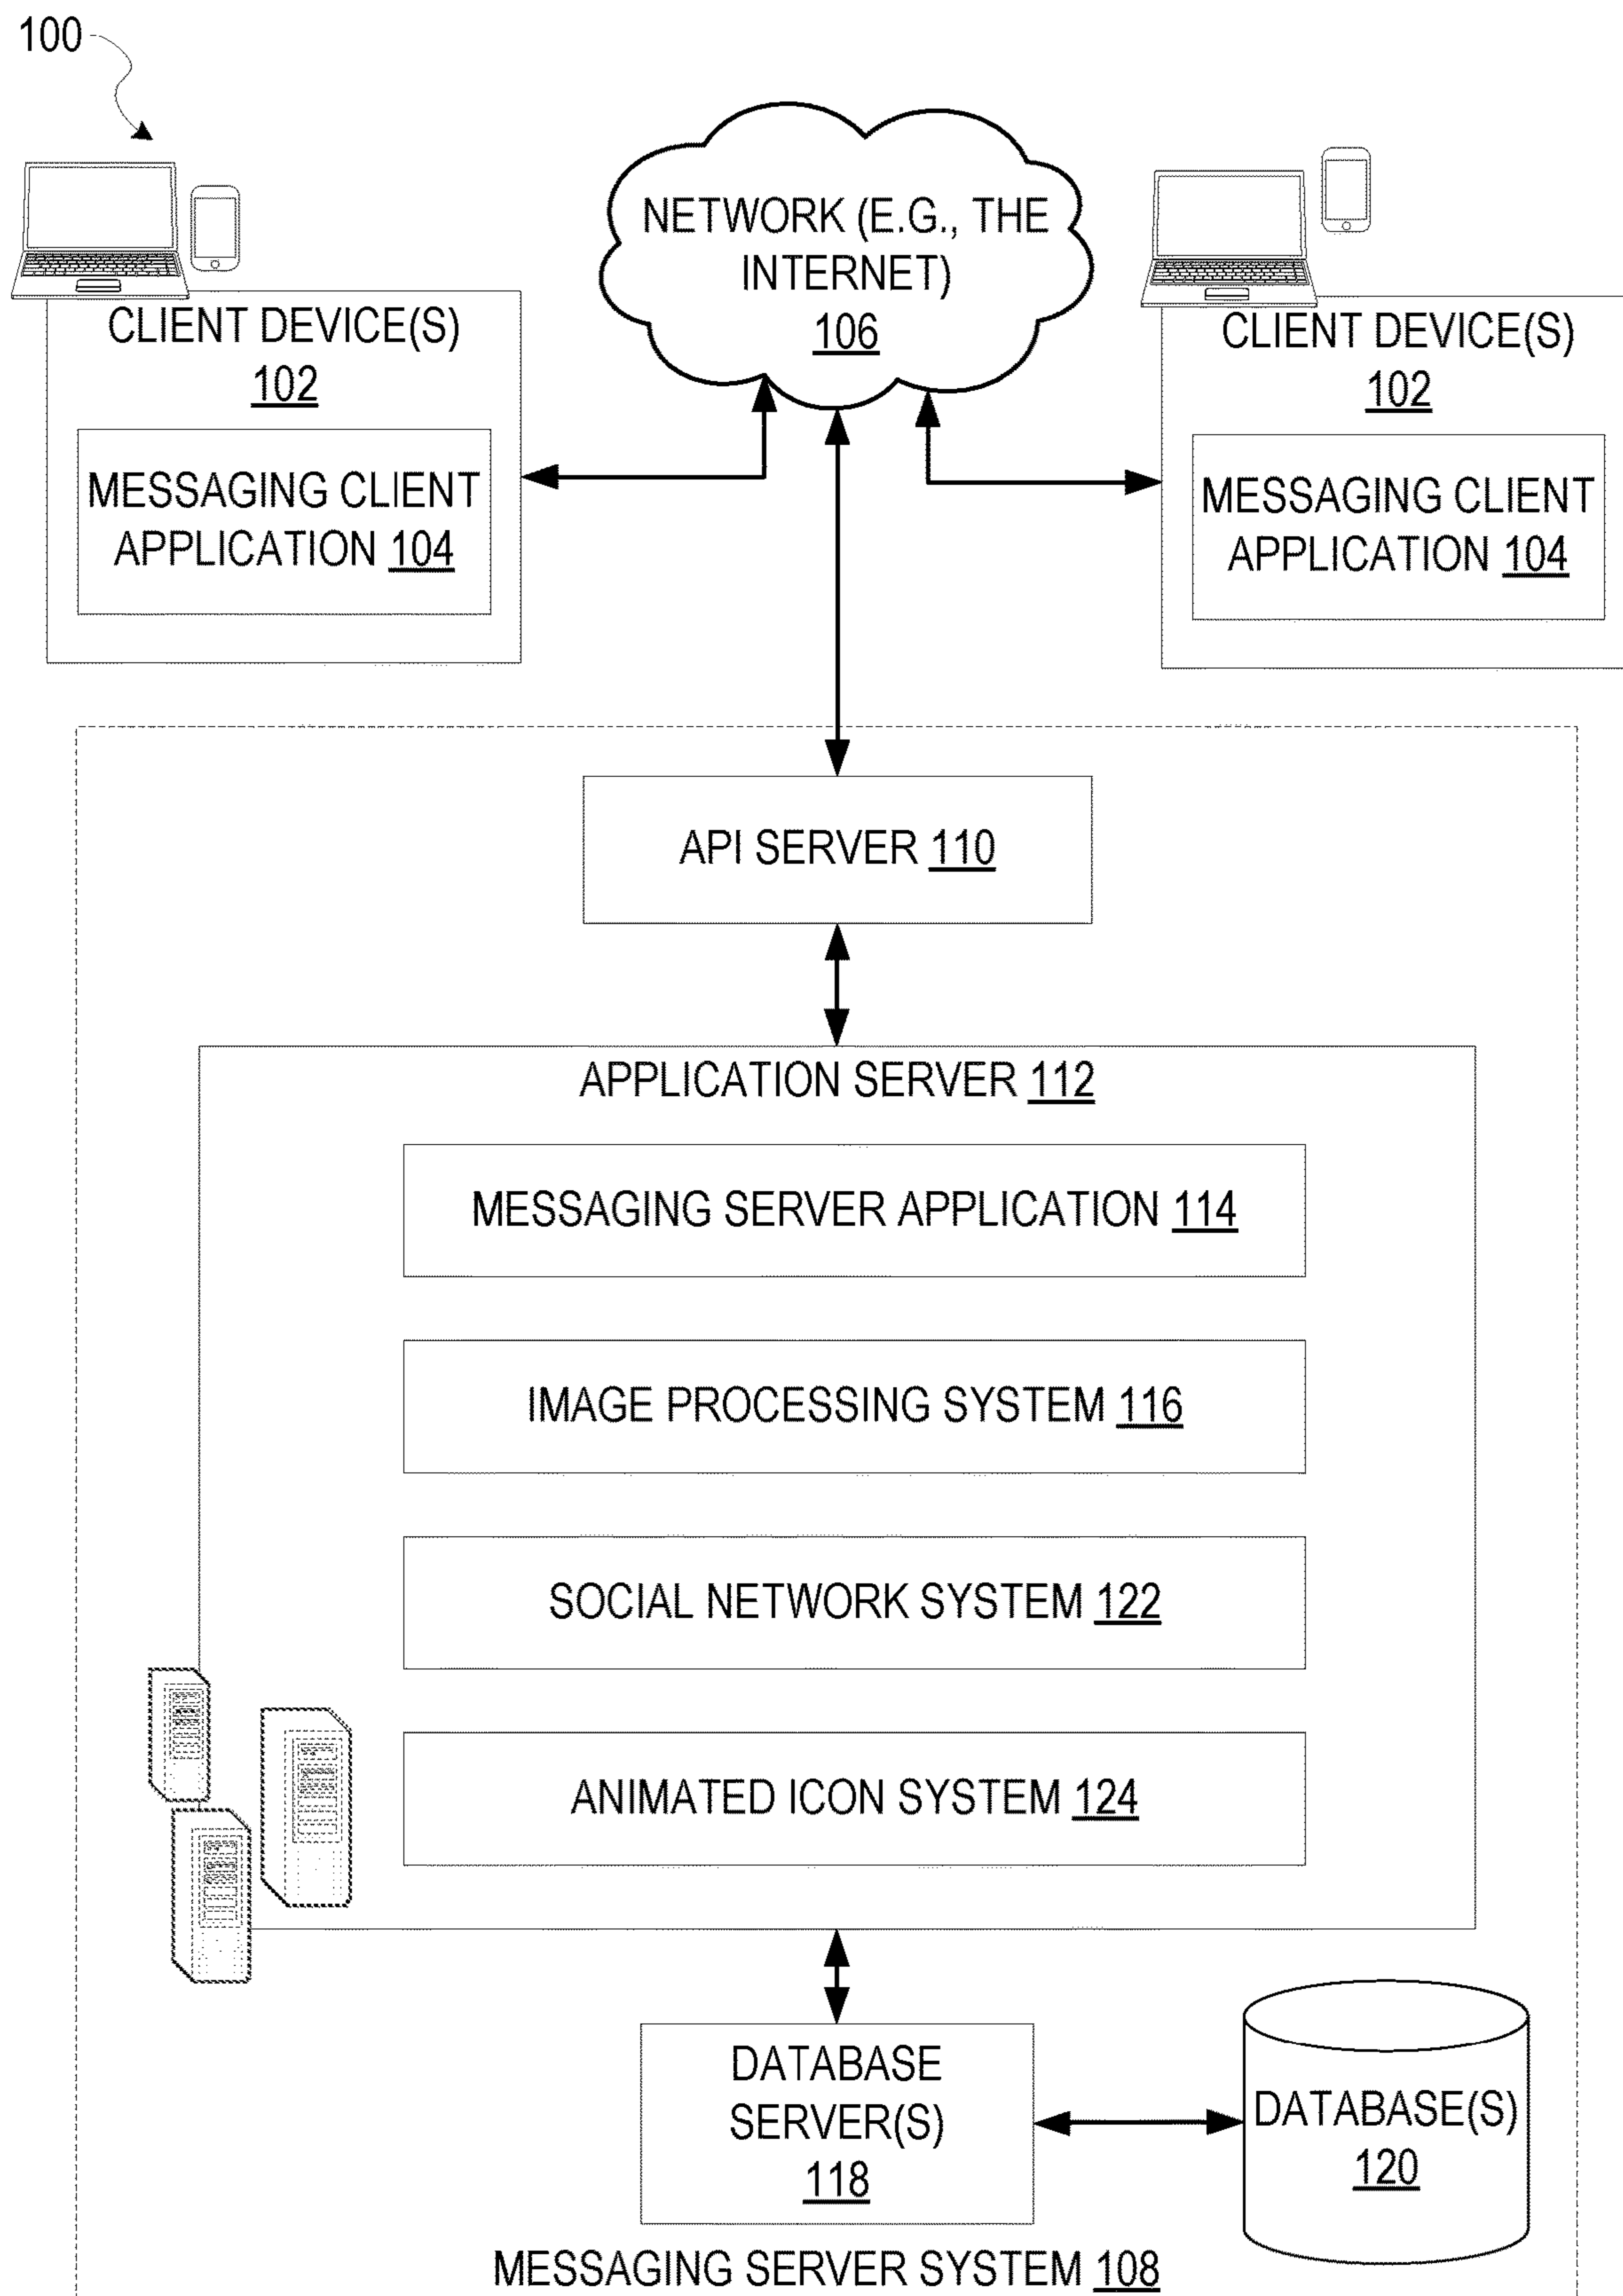 100
NETWORK (E.G., THE
INTERNET)
106
CLIENT DEVICE(S)
102
MESSAGING CLIENT
APPLICATION 104
CLIENT DEVICE(S)
102
MESSAGING CLIENT
APPLICATION 104
API SERVER 110
APPLICATION SERVER 112
MESSAGING SERVER APPLICATION 114
IMAGE PROCESSING SYSTEM 116
SOCIAL NETWORK SYSTEM 122
ANIMATED ICON SYSTEM 124
DATABASE
SERVER(S)
118
DATABASE(S)
120
MESSAGING SERVER SYSTEM 108